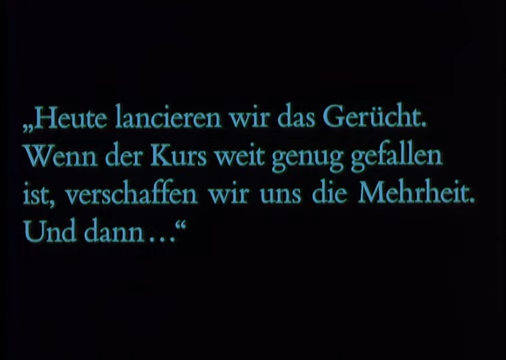 „Heute lancieren wir das Gerücht.
Wenn der Kurs weit genug gefallen
ist, verschaffen wir uns die Mehrheit.
Und dann…“